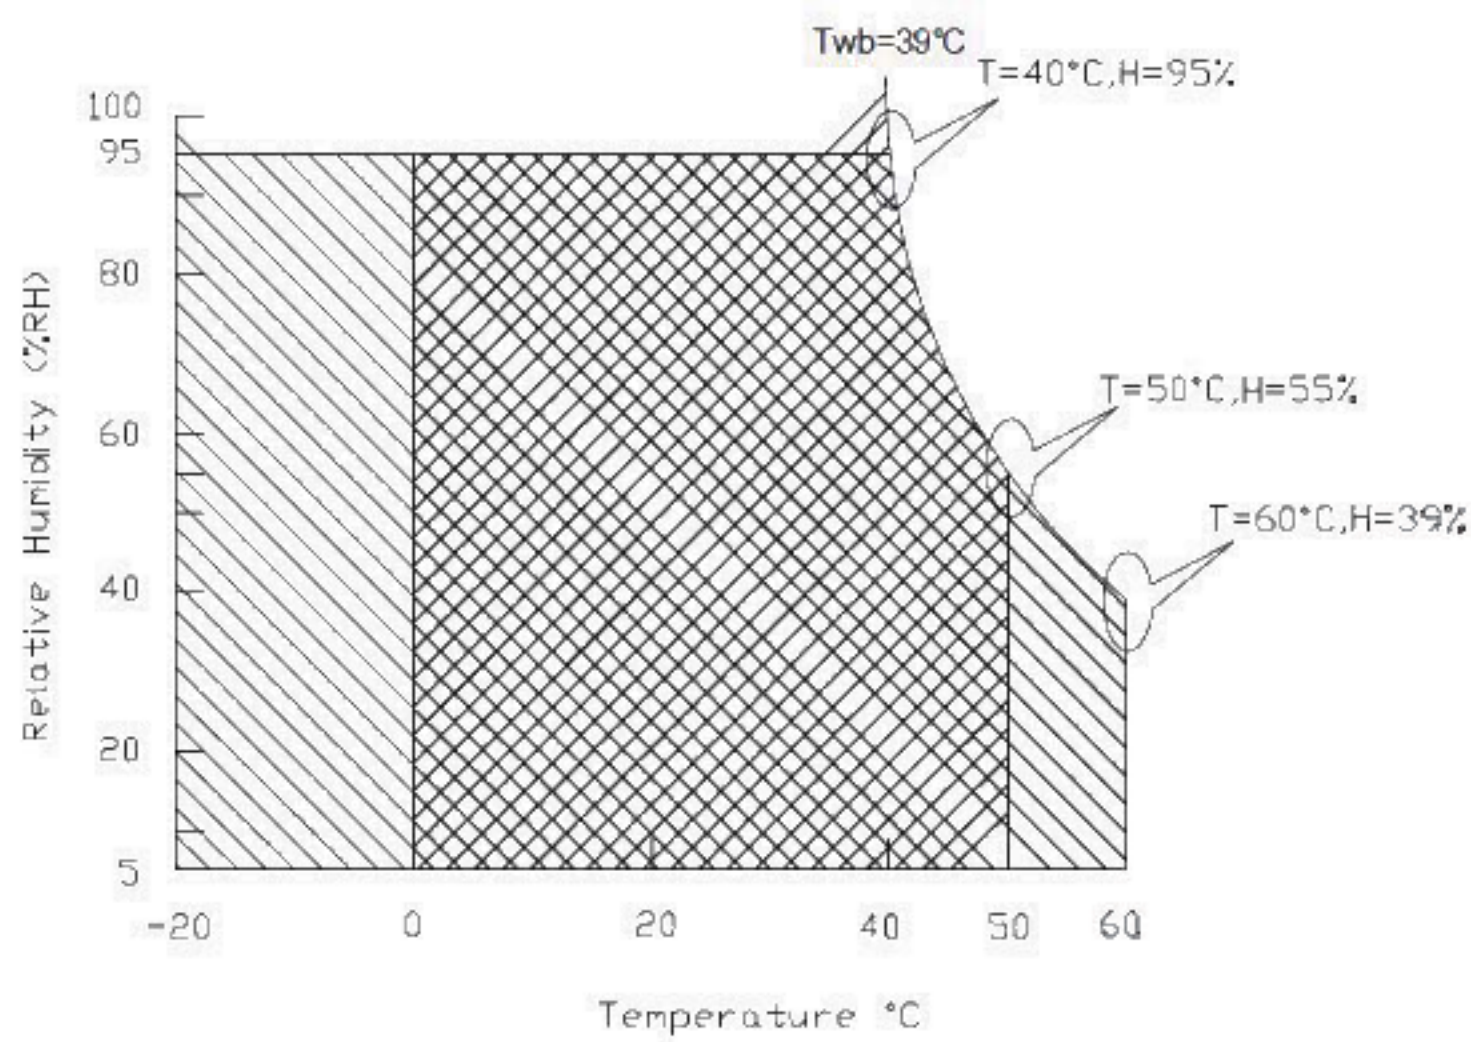 Twb=39°C
T=40°C,H=95%
100
95
80
T=50°C,H=55%
60
T=60°C,H=39%
40
20
5
Relative Humidity (%RH)
-20 0 20 40 50 60
Temperature °C